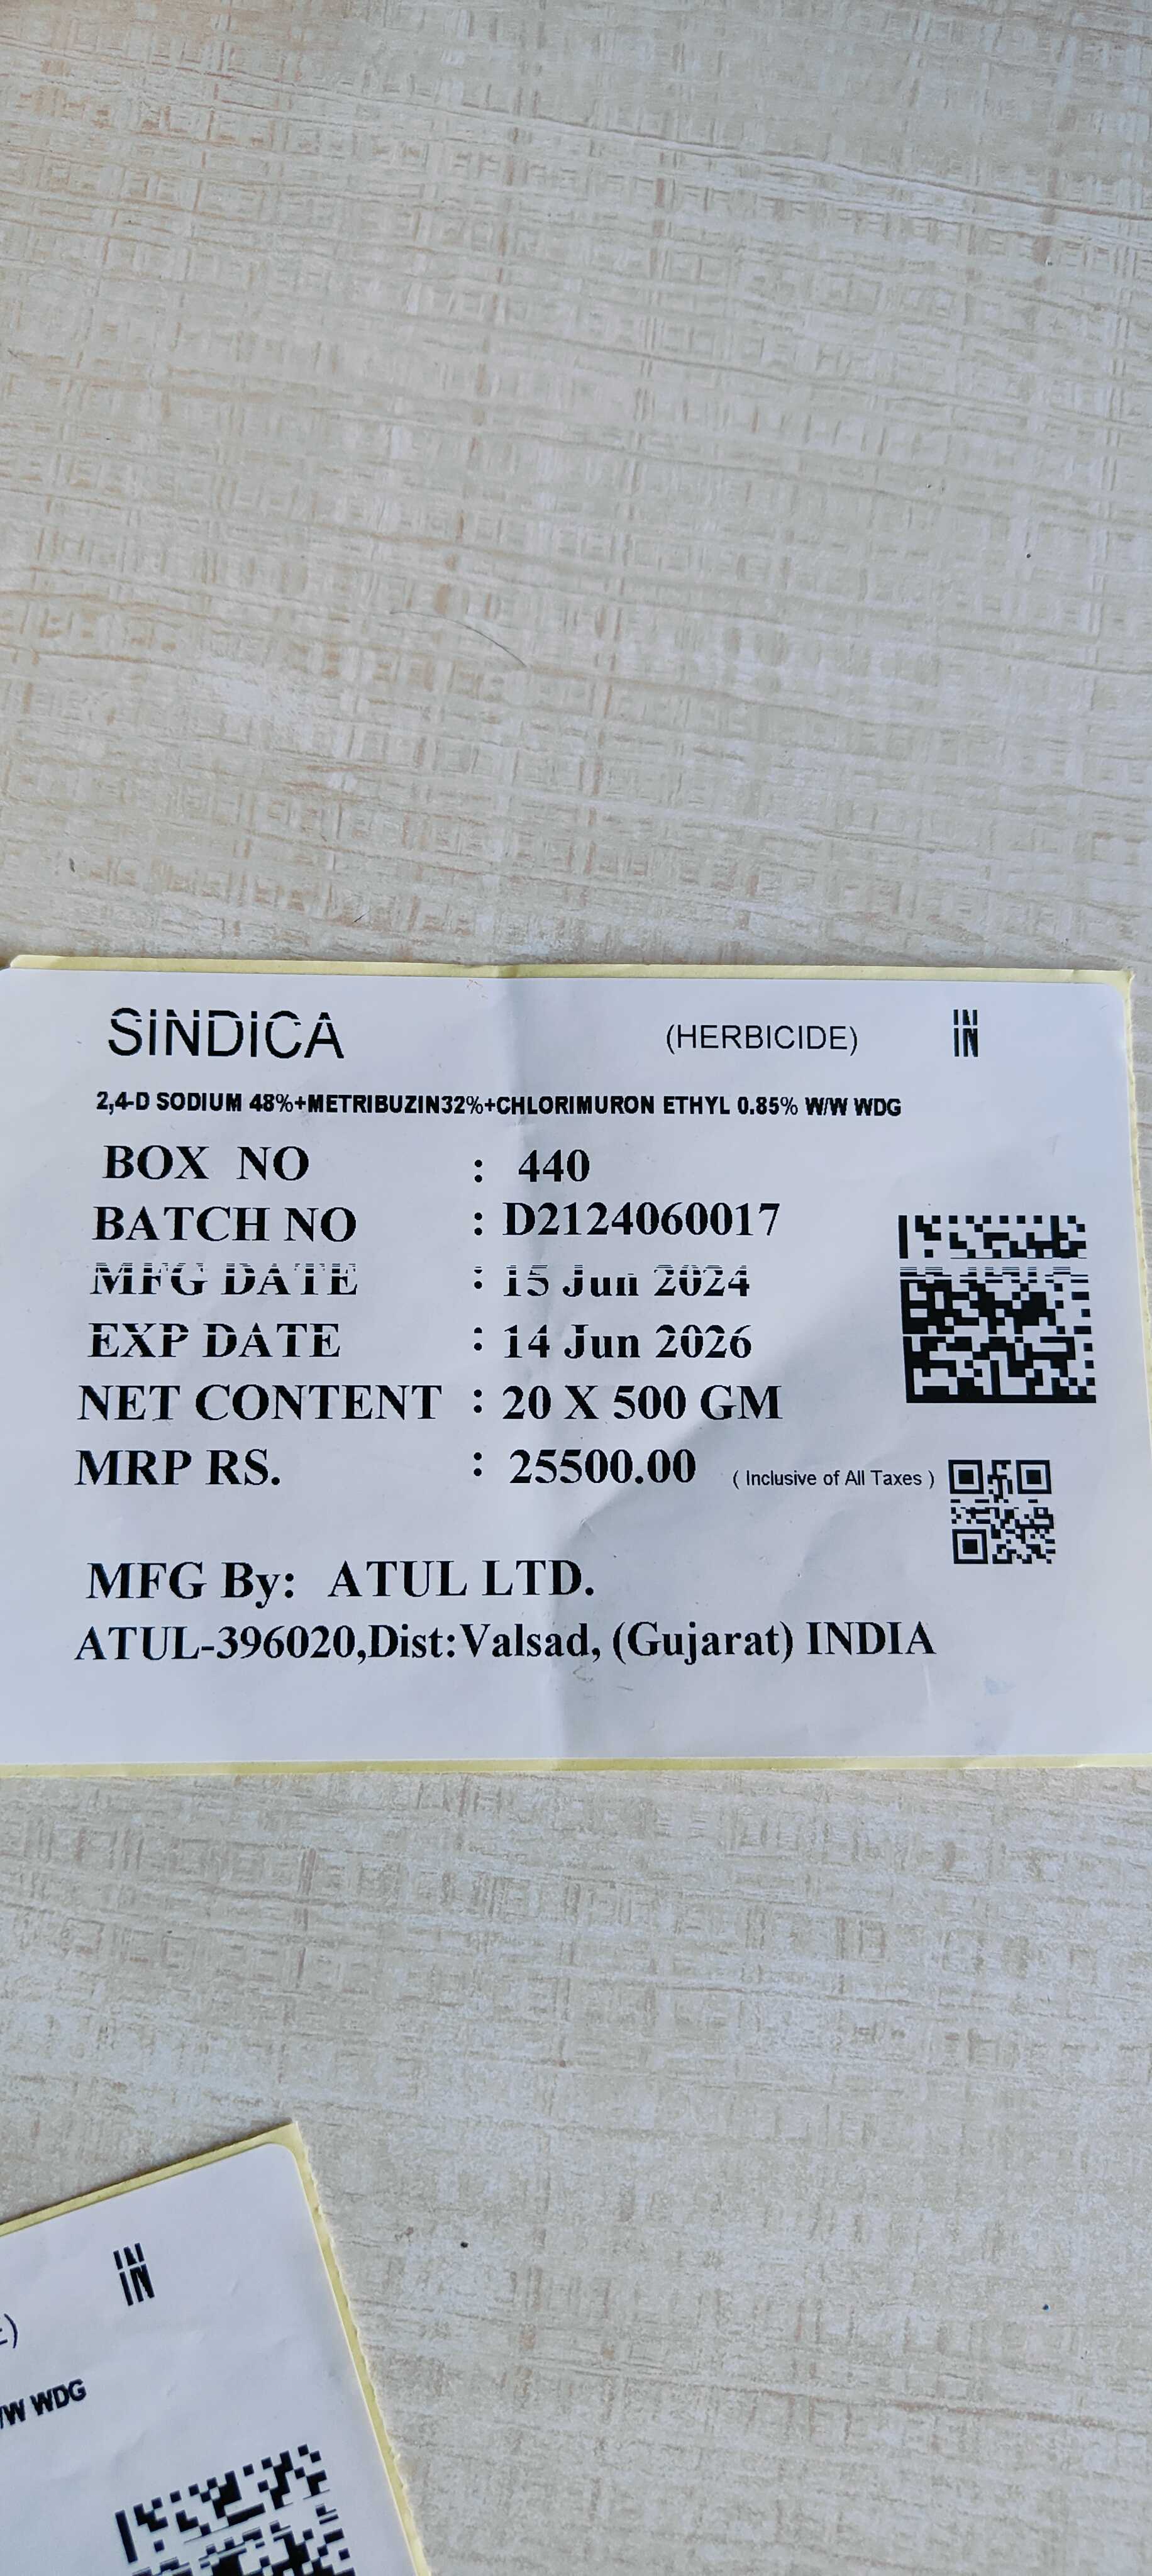 SINDICA (HERBICIDE) IN
2,4-D SODIUM 48%+METRIBUZIN32%+CHLORIMURON ETHYL 0.85% W/W WDG
BOX NO : 440
BATCH NO : D2124060017
MFG DATE : 15 Jun 2024
EXP DATE : 14 Jun 2026
NET CONTENT : 20 X 500 GM
MRP RS. : 25500.00 ( Inclusive of All Taxes )
MFG By: ATUL LTD.
ATUL-396020,Dist:Valsad, (Gujarat) INDIA
IN
WDG